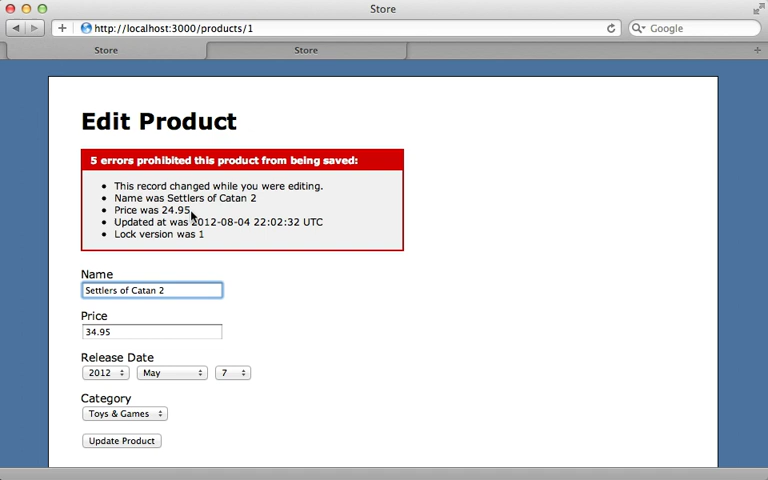 Store
http://localhost:3000/products/1
Google
Store
Store
Edit Product
5 errors prohibited this product from being saved:
This record changed while you were editing.
Name was Settlers of Catan 2
Price was 24.95
Updated at was 2012-08-04 22:02:32 UTC
Lock version was 1
Name
Settlers of Catan 2
Price
34.95
Release Date
2012 May 7
Category
Toys & Games
Update Product